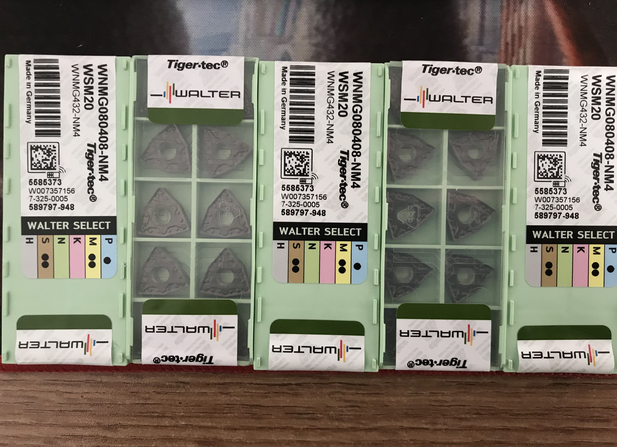 WNMG080408-NM4 Tiger·tec®
WSM20
WNMG432-NM4
Made in Germany
5585373
W007357156
7-325-0005
589797-948
WALTER SELECT
H S N K M P
WALTER
Tiger·tec®
WALTER
WALTER
Tiger·tec®
WNMG080408-NM4 Tiger·tec®
WSM20
WNMG432-NM4
Made in Germany
5585373
W007357156
7-325-0005
589797-948
WALTER SELECT
H S N K M P
WALTER
Tiger·tec®
WALTER
WALTER
Tiger·tec®
WNMG080408-NM4 Tiger·tec®
WSM20
WNMG432-NM4
Made in Germany
5585373
W007357156
7-325-0005
589797-948
WALTER SELECT
H S N K M P
WALTER